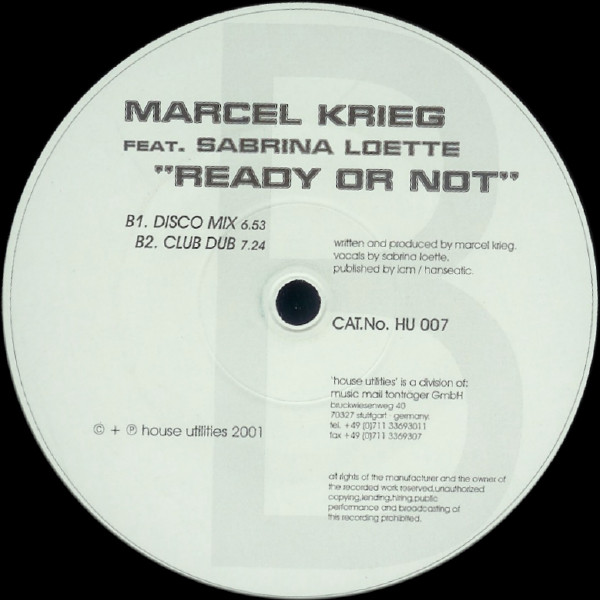 B
MARCEL KRIEG
FEAT. SABRINA LOETTE
"READY OR NOT"
B1. DISCO MIX 6.53
B2. CLUB DUB 7.24
written and produced by marcel krieg.
vocals by sabrina loette.
published by icm / hanseatic.
CAT.No. HU 007
'house utilities' is a division of:
music mail tonträger GmbH
bruckwiesenweg 40
70327 stuttgart · germany.
tel. +49 (0)711 33693011
fax +49 (0)711 3369307
© + ℗ house utilities 2001
all rights of the manufacturer and the owner of
the recorded work reserved,unauthorized
copying,lending,hiring,public
performance and broadcasting of
this recording prohibited.